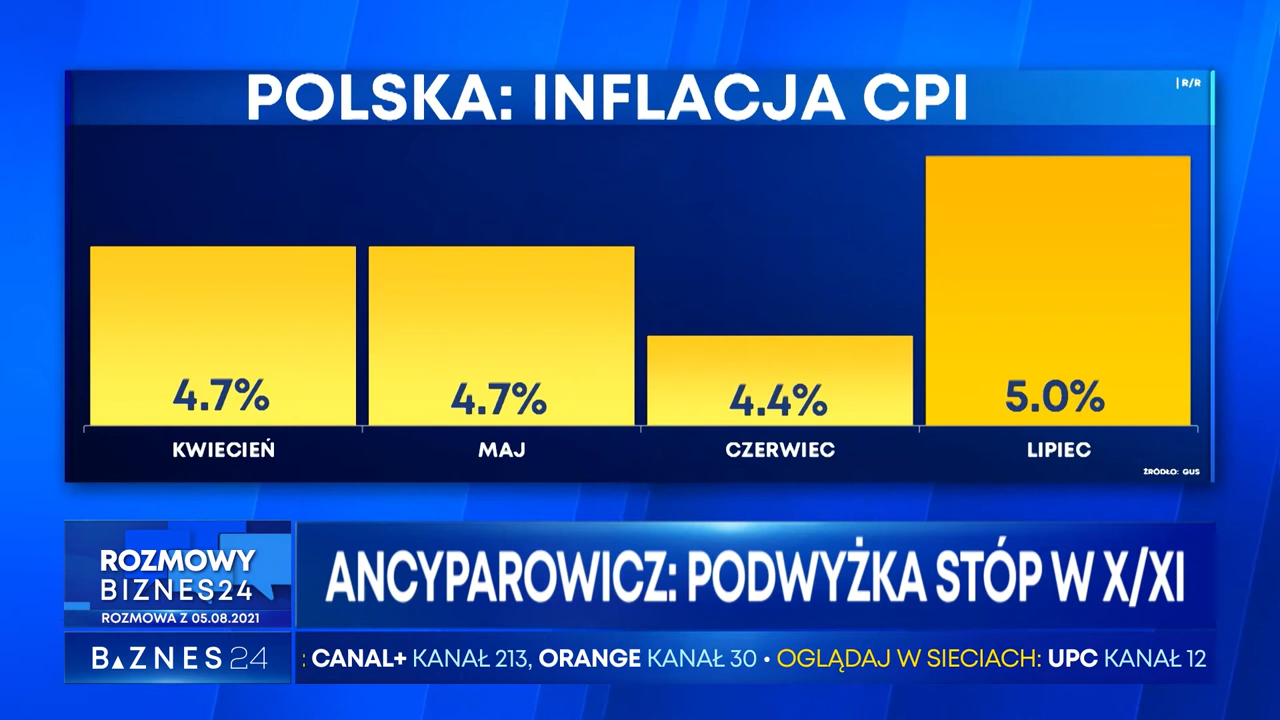 POLSKA: INFLACJA CPI
| R/R
4.7% 4.7% 4.4% 5.0%
KWIECIEŃ MAJ CZERWIEC LIPIEC
ŹRÓDŁO: GUS
ROZMOWY
BIZNES24
ROZMOWA Z 05.08.2021
ANCYPAROWICZ: PODWYŻKA STÓP W X/XI
BIZNES24
: CANAL+ KANAŁ 213, ORANGE KANAŁ 30 • OGLĄDAJ W SIECIACH: UPC KANAŁ 12